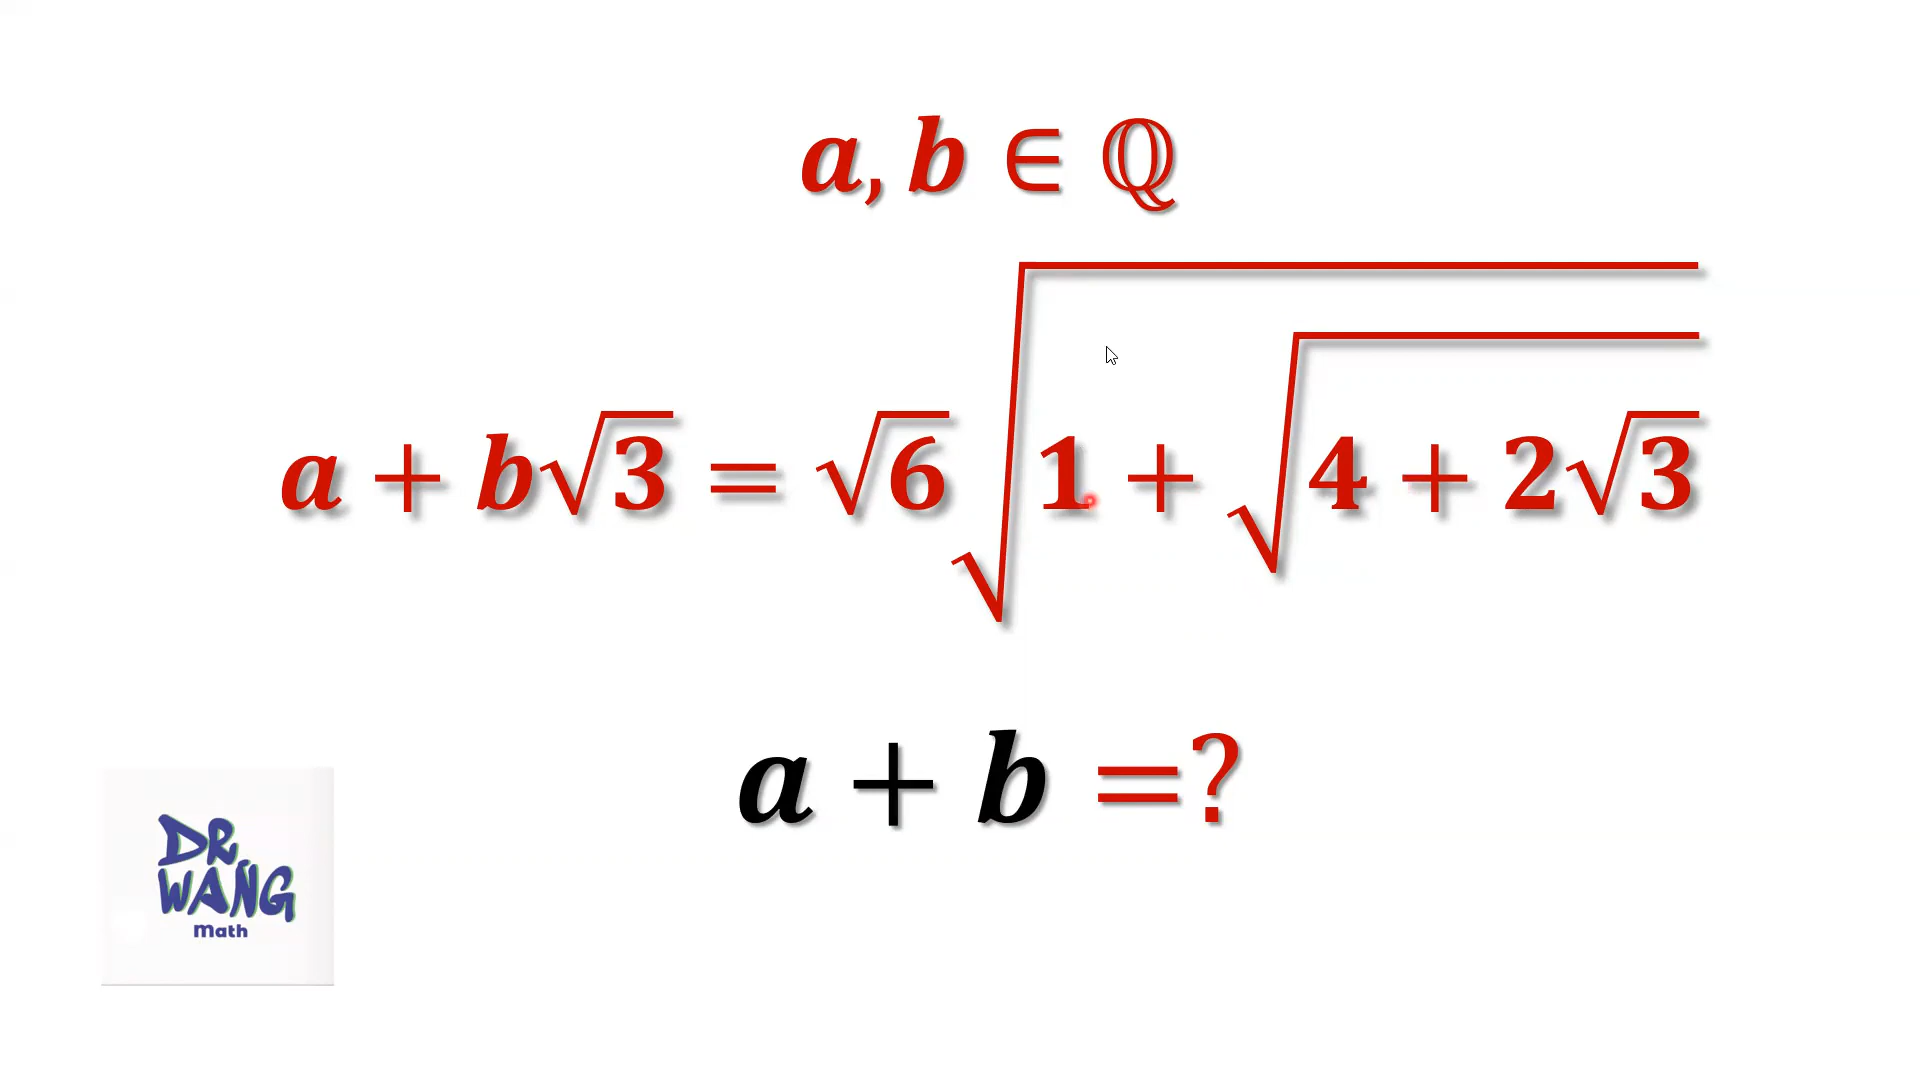 a, b ∈ ℚ
a + b√3 = √6 √(1 + √(4 + 2√3))
a + b =?
DR
WANG
Math